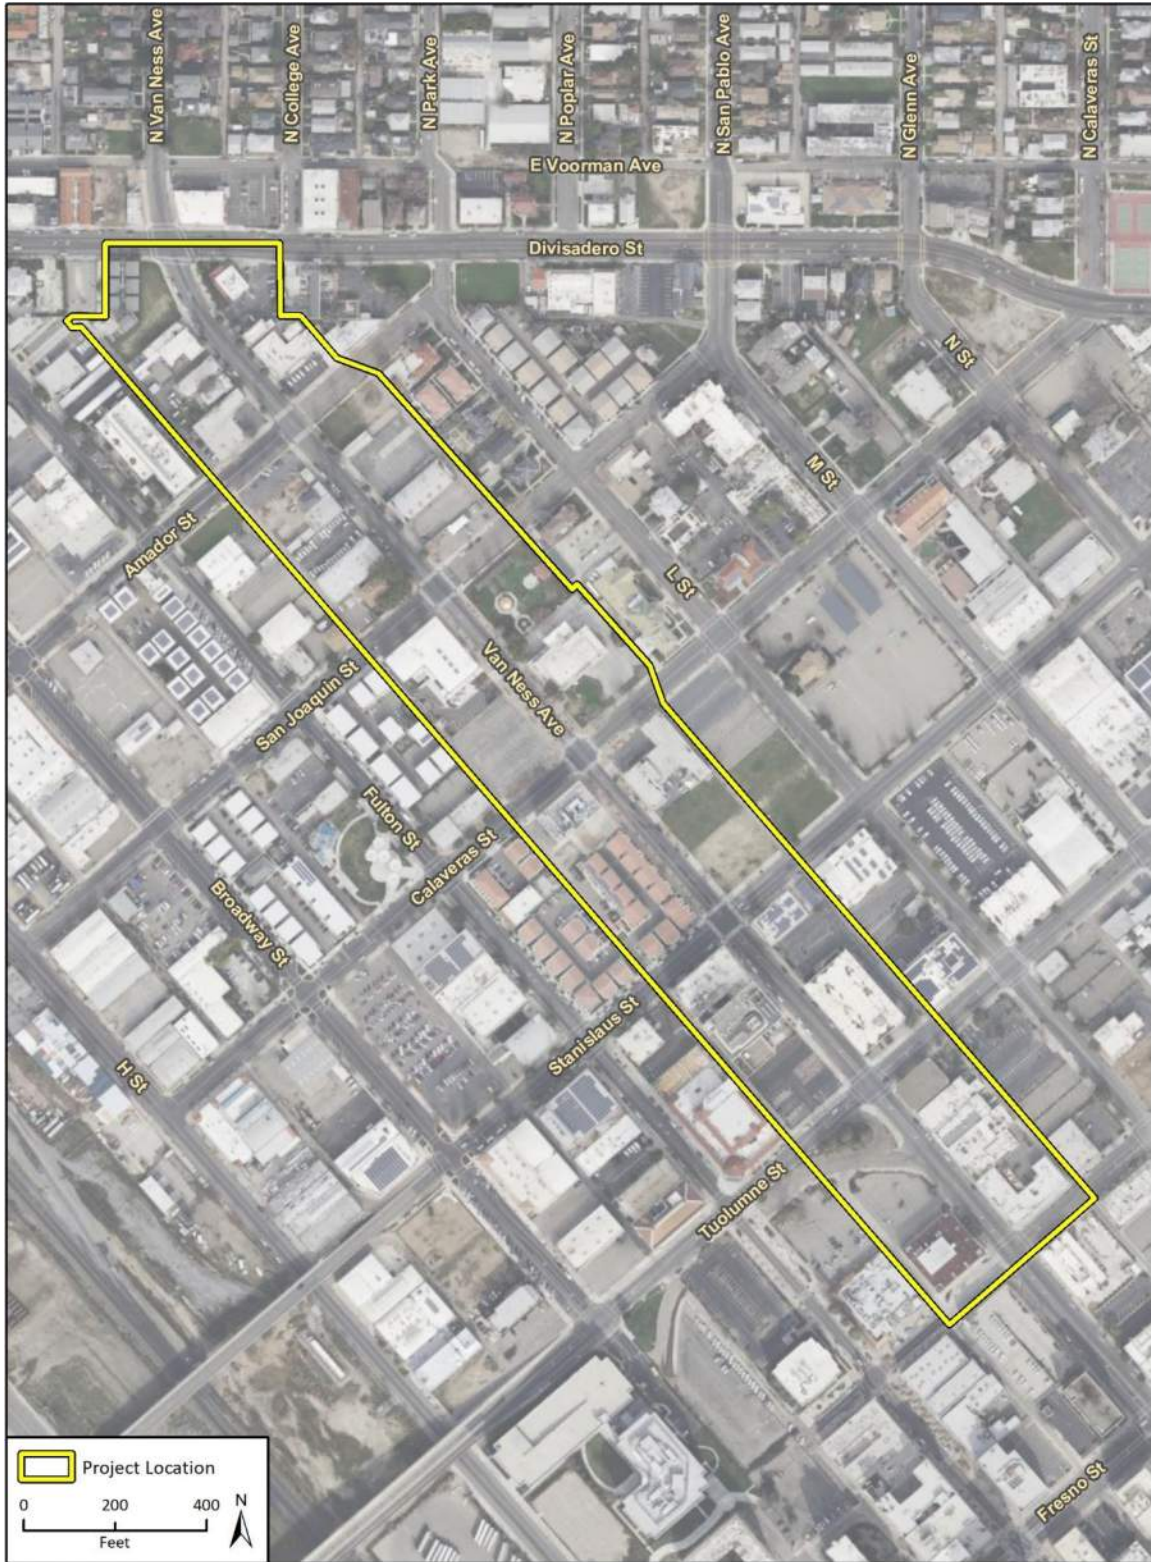 N Van Ness Ave
N College Ave
N Park Ave
N Poplar Ave
N San Pablo Ave
N Glenn Ave
N Calaveras St
E Voorman Ave
Divisadero St
N St
M St
Amador St
L St
San Joaquin St
Van Ness Ave
Fulton St
Calaveras St
Broadway St
Stanislaus St
H St
Tuolumne St
Fresno St
Project Location
0 200 400
Feet
N